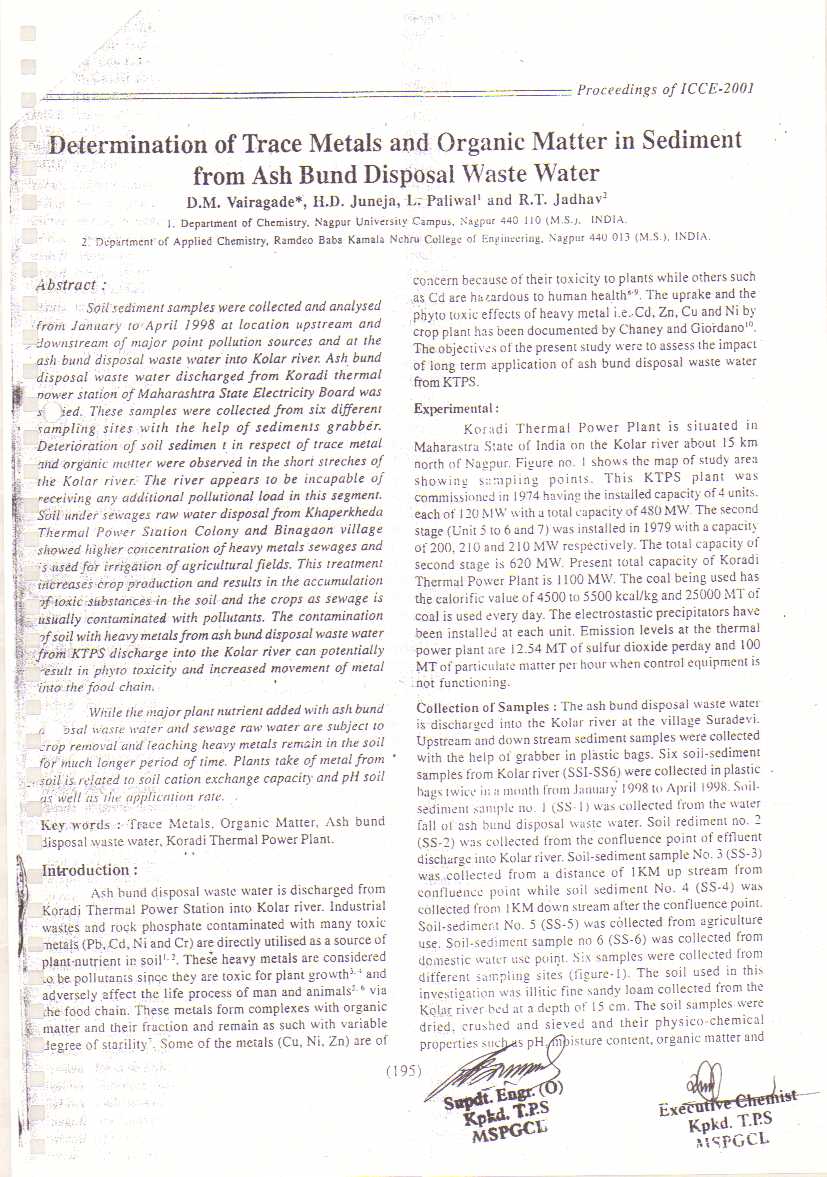 Proceedings of ICCE-2001
Determination of Trace Metals and Organic Matter in Sediment
from Ash Bund Disposal Waste Water
D.M. Vairagade*, H.D. Juneja, L. Paliwal¹ and R.T. Jadhav²
1. Department of Chemistry, Nagpur University Campus, Nagpur 440 110 (M.S.), INDIA.
2. Department of Applied Chemistry, Ramdeo Baba Kamala Nehru College of Engineering, Nagpur 440 013 (M.S.), INDIA.
Abstract :
Soil sediment samples were collected and analysed
from January to April 1998 at location upstream and
downstream of major point pollution sources and at the
ash bund disposal waste water into Kolar river. Ash bund
disposal waste water discharged from Koradi thermal
power station of Maharashtra State Electricity Board was
These samples were collected from six different
sampling sites with the help of sediments grabber.
Deterioration of soil sedimen t in respect of trace metal
and organic matter were observed in the short streches of
the Kolar river. The river appears to be incapable of
receiving any additional pollutional load in this segment.
Soil under sewages raw water disposal from Khaperkheda
Thermal Power Station Colony and Binagaon village
showed higher concentration of heavy metals sewages and
is used for irrigation of agricultural fields. This treatment
increases crop production and results in the accumulation
of toxic substances in the soil and the crops as sewage is
usually contaminated with pollutants. The contamination
of soil with heavy metals from ash bund disposal waste water
from KTPS discharge into the Kolar river can potentially
result in phyto toxicity and increased movement of metal
into the food chain.
While the major plant nutrient added with ash bund
waste water and sewage raw water are subject to
crop removal and leaching heavy metals remain in the soil
for much longer period of time. Plants take of metal from
soil is related to soil cation exchange capacity and pH soil
as well as the application rate.
Key words : Trace Metals, Organic Matter, Ash bund
disposal waste water, Koradi Thermal Power Plant.
Introduction :
Ash bund disposal waste water is discharged from
Koradi Thermal Power Station into Kolar river. Industrial
wastes and rock phosphate contaminated with many toxic
metals (Pb, Cd, Ni and Cr) are directly utilised as a source of
plant-nutrient in soil¹·². These heavy metals are considered
to be pollutants since they are toxic for plant growth³·⁴ and
adversely affect the life process of man and animals²·⁶ via
the food chain. These metals form complexes with organic
matter and their fraction and remain as such with variable
degree of starility⁷. Some of the metals (Cu, Ni, Zn) are of
concern because of their toxicity to plants while others such
as Cd are hazardous to human health⁸·⁹. The uprake and the
phyto toxic effects of heavy metal i.e. Cd, Zn, Cu and Ni by
crop plant has been documented by Chaney and Giordano¹⁰.
The objectives of the present study were to assess the impact
of long term application of ash bund disposal waste water
from KTPS.
Experimental :
Koradi Thermal Power Plant is situated in
Maharastra State of India on the Kolar river about 15 km
north of Nagpur. Figure no. 1 shows the map of study area
showing sampiing points. This KTPS plant was
commissioned in 1974 having the installed capacity of 4 units.
each of 120 MW with a total capacity of 480 MW. The second
stage (Unit 5 to 6 and 7) was installed in 1979 with a capacity
of 200, 210 and 210 MW respectively. The total capacity of
second stage is 620 MW. Present total capacity of Koradi
Thermal Power Plant is 1100 MW. The coal being used has
the calorific value of 4500 to 5500 kcal/kg and 25000 MT of
coal is used every day. The electrostastic precipitators have
been installed at each unit. Emission levels at the thermal
power plant are 12.54 MT of sulfur dioxide perday and 100
MT of particulate matter per hour when control equipment is
not functioning.
Collection of Samples : The ash bund disposal waste water
is discharged into the Kolar river at the village Suradevi.
Upstream and down stream sediment samples were collected
with the help of grabber in plastic bags. Six soil-sediment
samples from Kolar river (SSI-SS6) were collected in plastic
bags twice in a month from January 1998 to April 1998. Soil-
sediment sample no. 1 (SS-1) was collected from the water
fall of ash bund disposal waste water. Soil rediment no. 2
(SS-2) was collected from the confluence point of effluent
discharge into Kolar river. Soil-sediment sample No. 3 (SS-3)
was collected from a distance of 1KM up stream from
confluence point while soil sediment No. 4 (SS-4) was
collected from 1KM down stream after the confluence point.
Soil-sediment No. 5 (SS-5) was collected from agriculture
use. Soil-sediment sample no 6 (SS-6) was collected from
domestic water use point. Six samples were collected from
different sampling sites (figure-1). The soil used in this
investigation was illitic fine sandy loam collected from the
Kolar river bed at a depth of 15 cm. The soil samples were
dried, crushed and sieved and their physico-chemical
properties such as pH, moisture content, organic matter and
(195)
Supdt. Engr. (O)
Kpkd. T.P.S
MSPGCL
Executive Chemist
Kpkd. T.P.S
MSPGCL